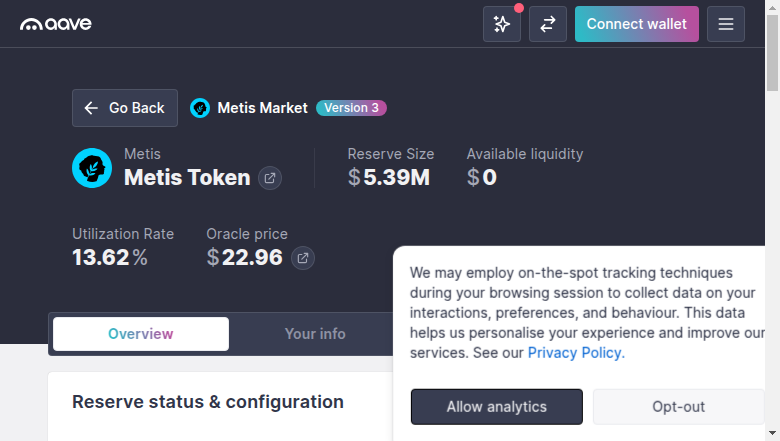 aave
Connect wallet
Go Back
Metis Market
Version 3
Metis
Metis Token
Reserve Size
$5.39M
Available liquidity
$0
Utilization Rate
13.62%
Oracle price
$22.96
Overview
Your info
Reserve status & configuration
We may employ on-the-spot tracking techniques
during your browsing session to collect data on your
interactions, preferences, and behaviour. This data
helps us personalise your experience and improve our
services. See our Privacy Policy.
Allow analytics
Opt-out